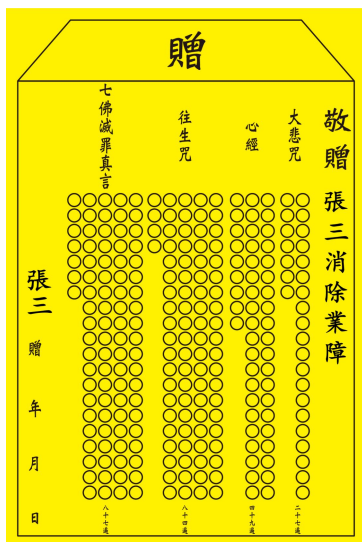 贈
敬贈 張三消除業障
大悲咒
二十七遍
心經
四十九遍
往生咒
八十四遍
七佛滅罪真言
八十七遍
張三 贈 年 月 日